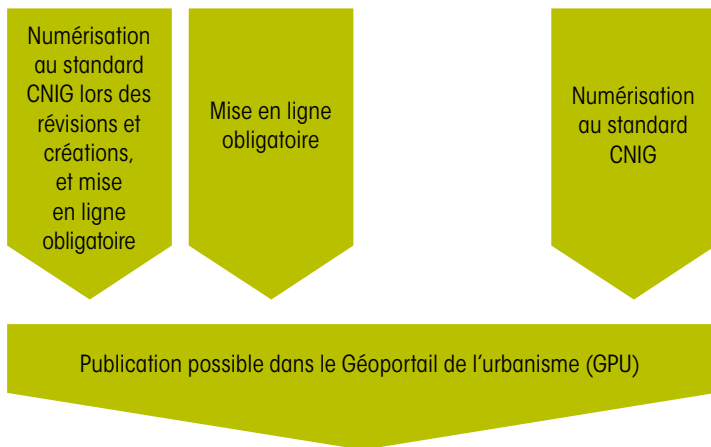 Numérisation
au standard
CNIG lors des
révisions et
créations,
et mise
en ligne
obligatoire
Mise en ligne
obligatoire
Numérisation
au standard
CNIG
Publication possible dans le Géoportail de l'urbanisme (GPU)